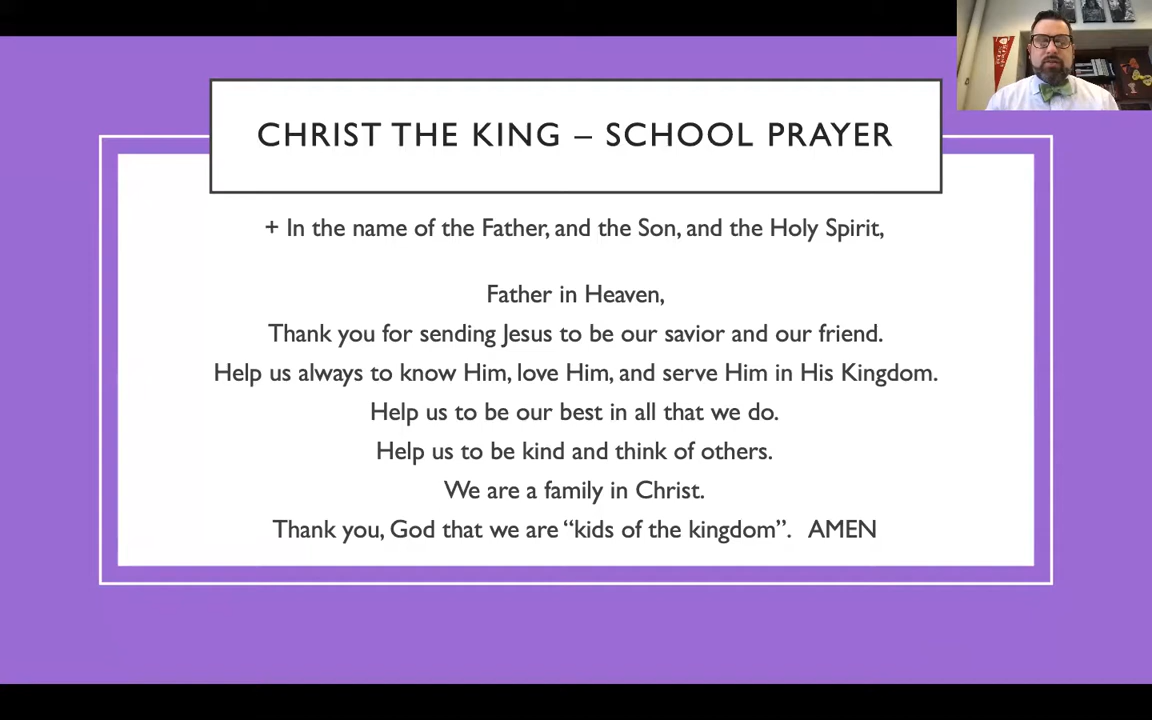 CHRIST THE KING – SCHOOL PRAYER
+ In the name of the Father, and the Son, and the Holy Spirit,
Father in Heaven,
Thank you for sending Jesus to be our savior and our friend.
Help us always to know Him, love Him, and serve Him in His Kingdom.
Help us to be our best in all that we do.
Help us to be kind and think of others.
We are a family in Christ.
Thank you, God that we are “kids of the kingdom”. AMEN